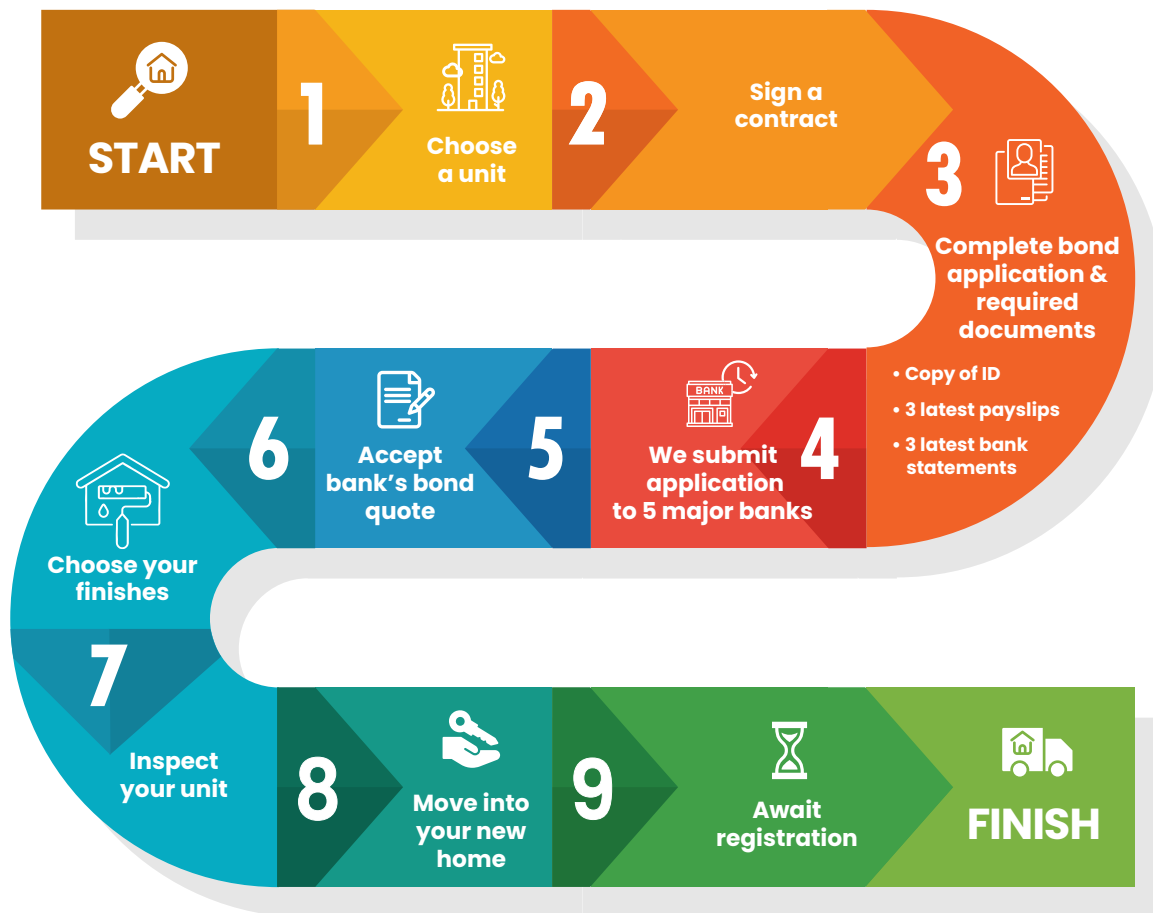 START
1
Choose
a unit
2
Sign a
contract
3
Complete bond
application &
required
documents
• Copy of ID
• 3 latest payslips
• 3 latest bank
statements
4
BANK
We submit
application
to 5 major banks
5
Accept
bank's bond
quote
6
Choose your
finishes
7
Inspect
your unit
8
Move into
your new
home
9
Await
registration
FINISH